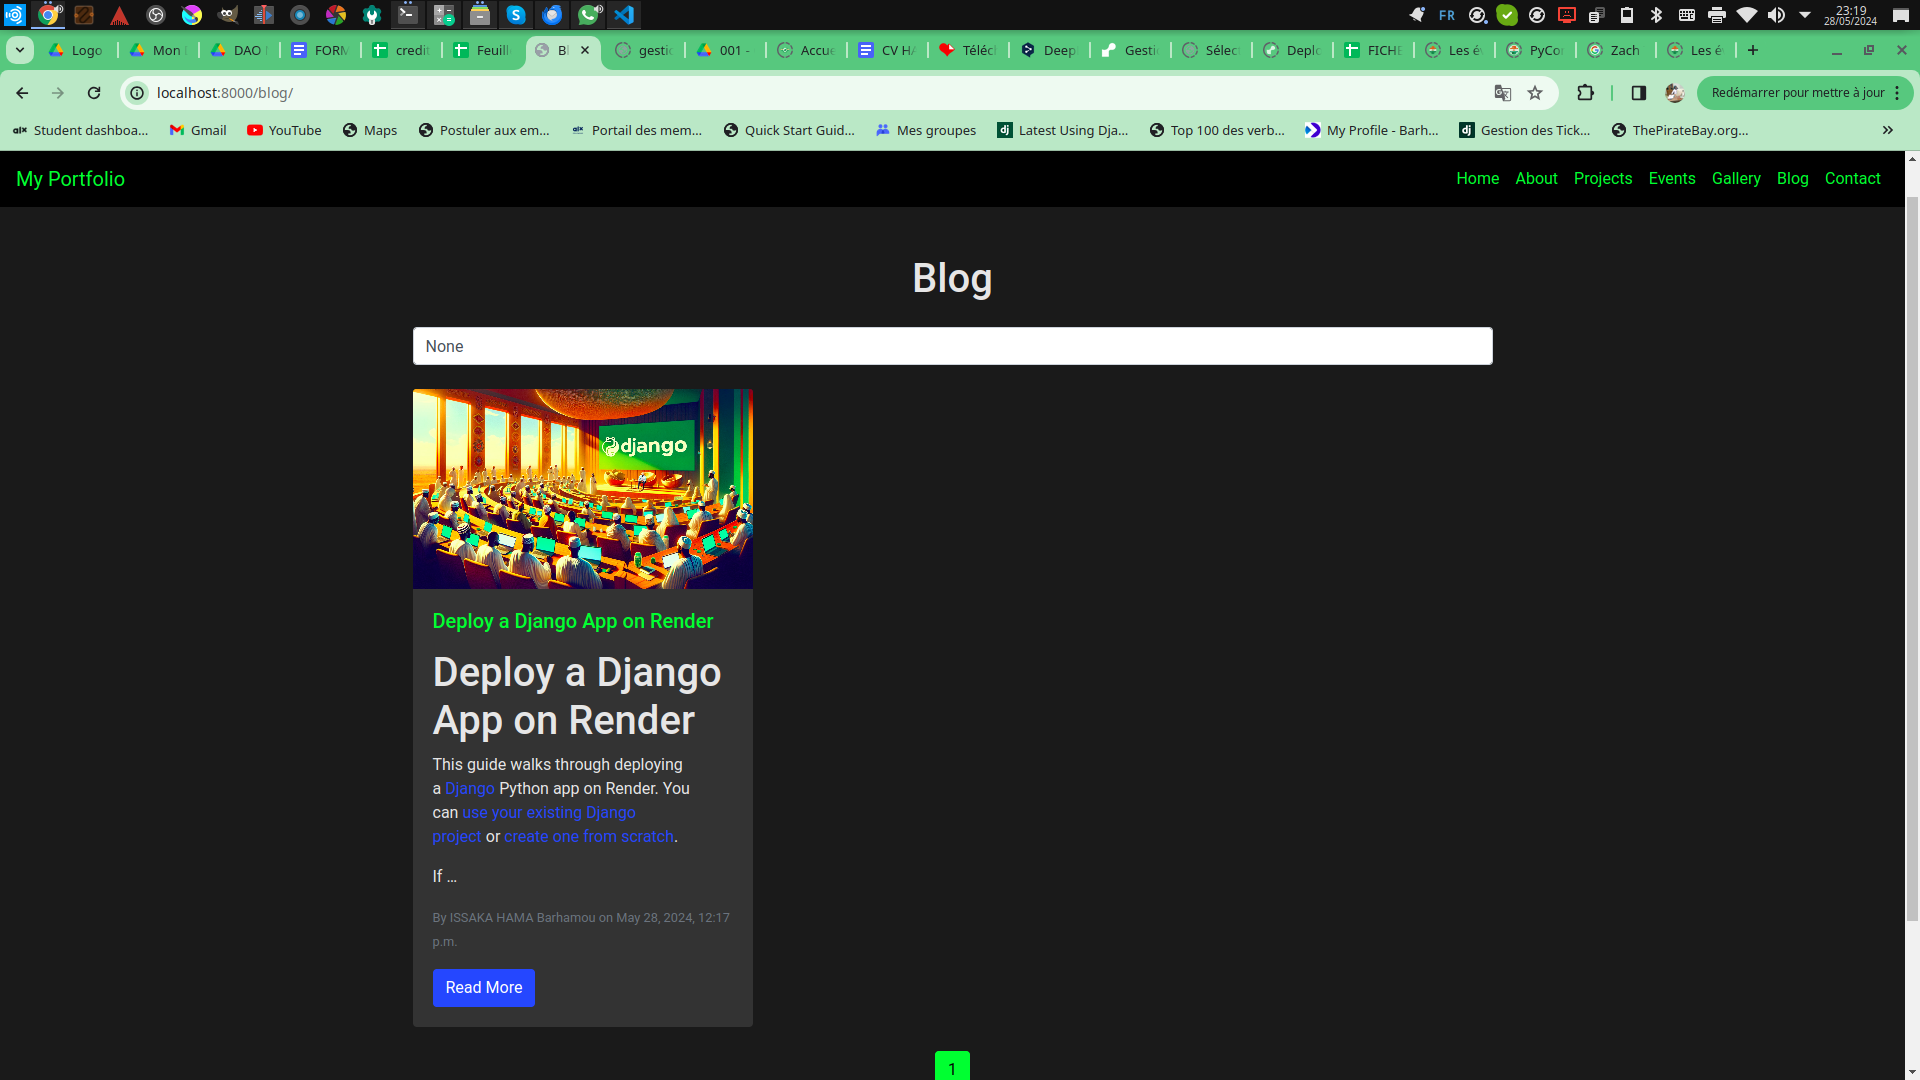 FR
23:19
28/05/2024
Logo
Mon
DAO
FORM
credit
Feuill
Bl
gestio
001 -
Accue
CV HA
Téléc
Deep
Gesti
Sélec
Deplo
FICHE
Les é
PyCo
Zach
Les é
localhost:8000/blog/
Redémarrer pour mettre à jour
Student dashboa...
Gmail
YouTube
Maps
Postuler aux em...
Portail des mem...
Quick Start Guid...
Mes groupes
Latest Using Dja...
Top 100 des verb...
My Profile - Barh...
Gestion des Tick...
ThePirateBay.org...
My Portfolio
Home About Projects Events Gallery Blog Contact
Blog
None
django
Deploy a Django App on Render
Deploy a Django
App on Render
This guide walks through deploying
a Django Python app on Render. You
can use your existing Django
project or create one from scratch.
If …
By ISSAKA HAMA Barhamou on May 28, 2024, 12:17
p.m.
Read More
1